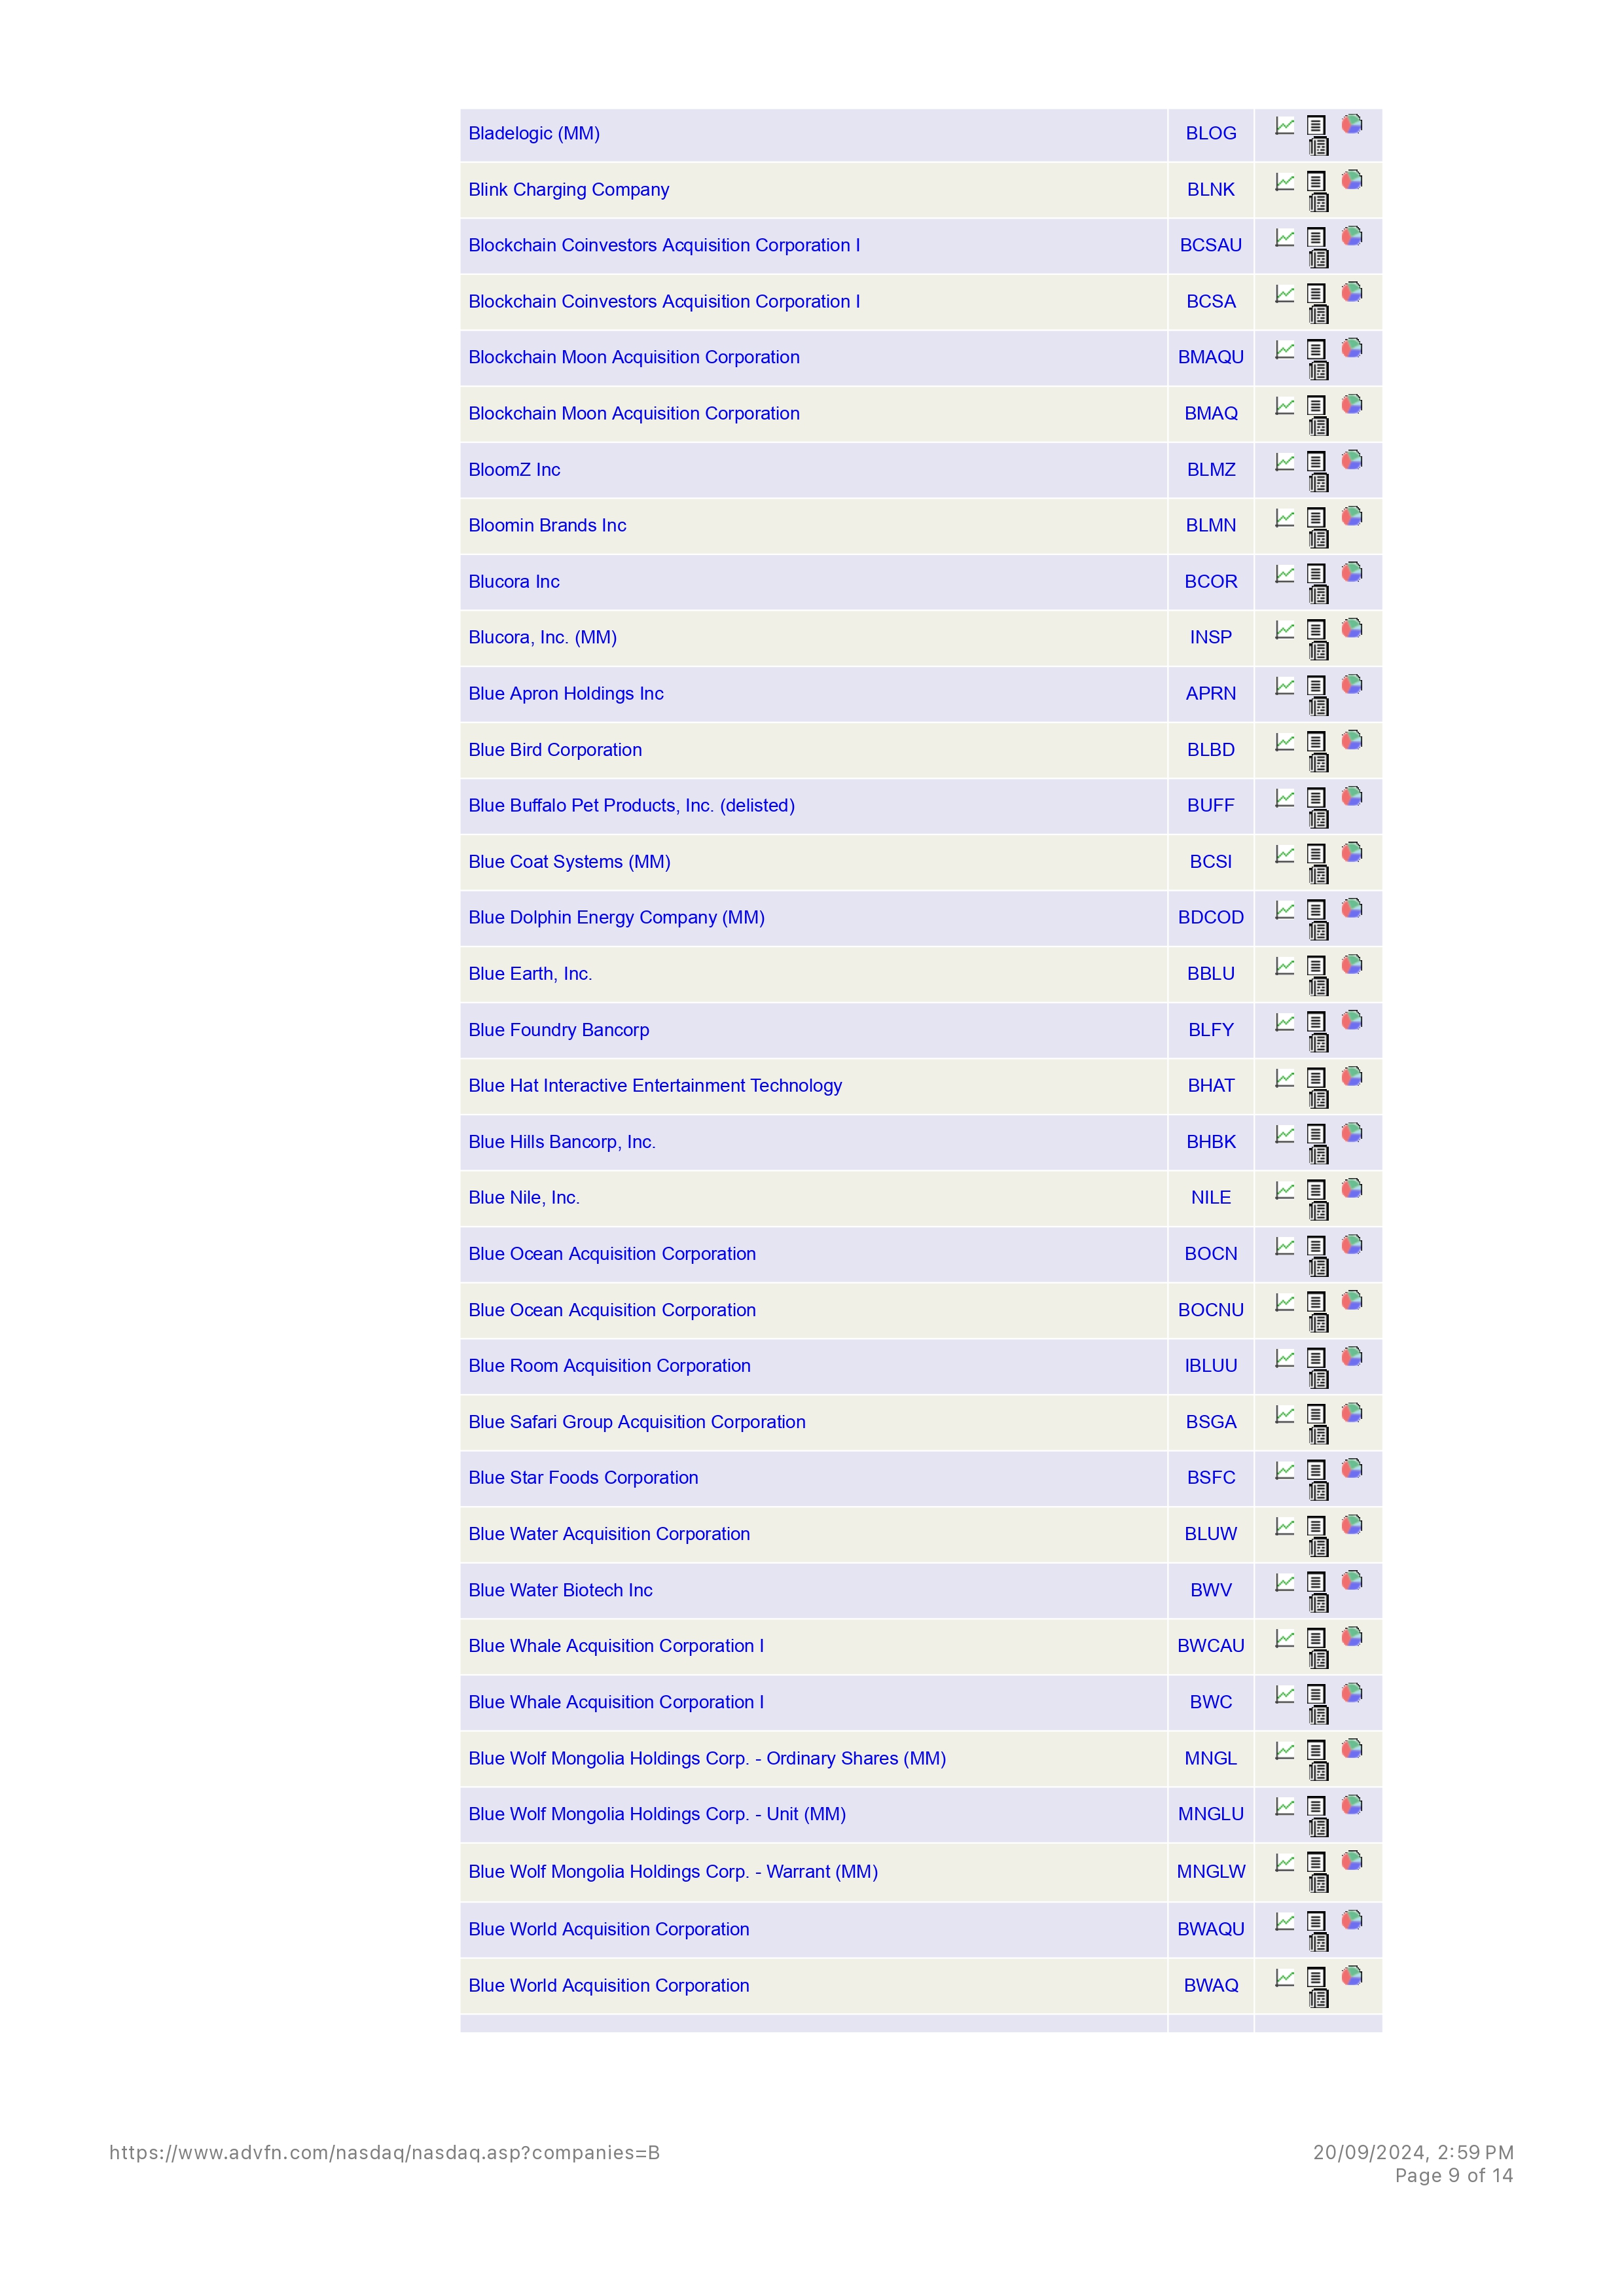 Bladelogic (MM) BLOG
Blink Charging Company BLNK
Blockchain Coinvestors Acquisition Corporation I BCSAU
Blockchain Coinvestors Acquisition Corporation I BCSA
Blockchain Moon Acquisition Corporation BMAQU
Blockchain Moon Acquisition Corporation BMAQ
BloomZ Inc BLMZ
Bloomin Brands Inc BLMN
Blucora Inc BCOR
Blucora, Inc. (MM) INSP
Blue Apron Holdings Inc APRN
Blue Bird Corporation BLBD
Blue Buffalo Pet Products, Inc. (delisted) BUFF
Blue Coat Systems (MM) BCSI
Blue Dolphin Energy Company (MM) BDCOD
Blue Earth, Inc. BBLU
Blue Foundry Bancorp BLFY
Blue Hat Interactive Entertainment Technology BHAT
Blue Hills Bancorp, Inc. BHBK
Blue Nile, Inc. NILE
Blue Ocean Acquisition Corporation BOCN
Blue Ocean Acquisition Corporation BOCNU
Blue Room Acquisition Corporation IBLUU
Blue Safari Group Acquisition Corporation BSGA
Blue Star Foods Corporation BSFC
Blue Water Acquisition Corporation BLUW
Blue Water Biotech Inc BWV
Blue Whale Acquisition Corporation I BWCAU
Blue Whale Acquisition Corporation I BWC
Blue Wolf Mongolia Holdings Corp. - Ordinary Shares (MM) MNGL
Blue Wolf Mongolia Holdings Corp. - Unit (MM) MNGLU
Blue Wolf Mongolia Holdings Corp. - Warrant (MM) MNGLW
Blue World Acquisition Corporation BWAQU
Blue World Acquisition Corporation BWAQ
https://www.advfn.com/nasdaq/nasdaq.asp?companies=B 20/09/2024, 2:59 PM
Page 9 of 14